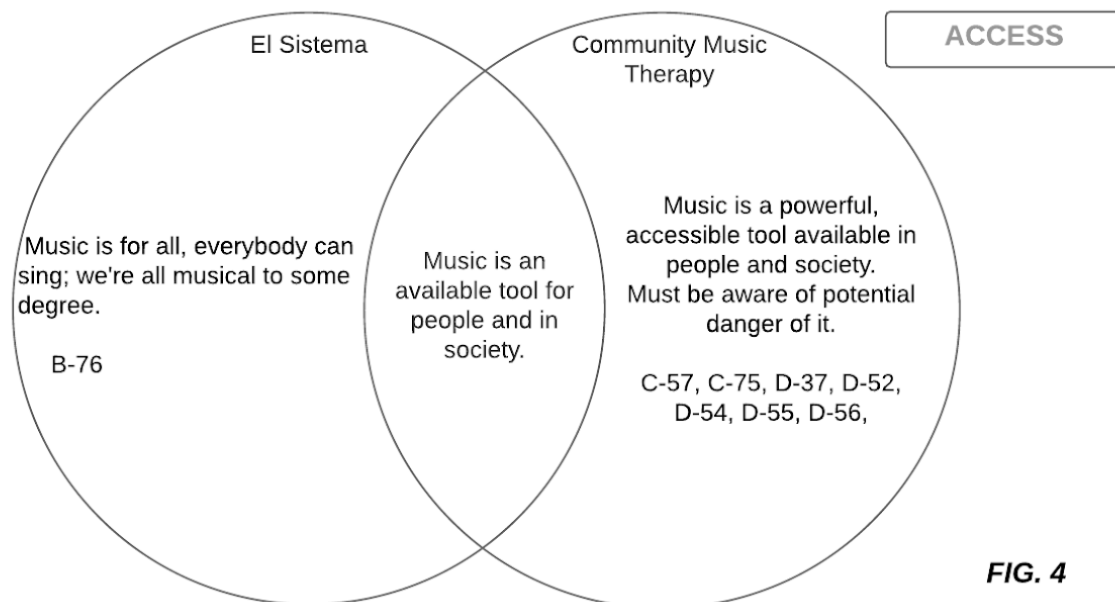 El Sistema
Community Music
Therapy
ACCESS
Music is for all, everybody can
sing; we're all musical to some
degree.
B-76
Music is an
available tool for
people and in
society.
Music is a powerful,
accessible tool available in
people and society.
Must be aware of potential
danger of it.
C-57, C-75, D-37, D-52,
D-54, D-55, D-56,
FIG. 4